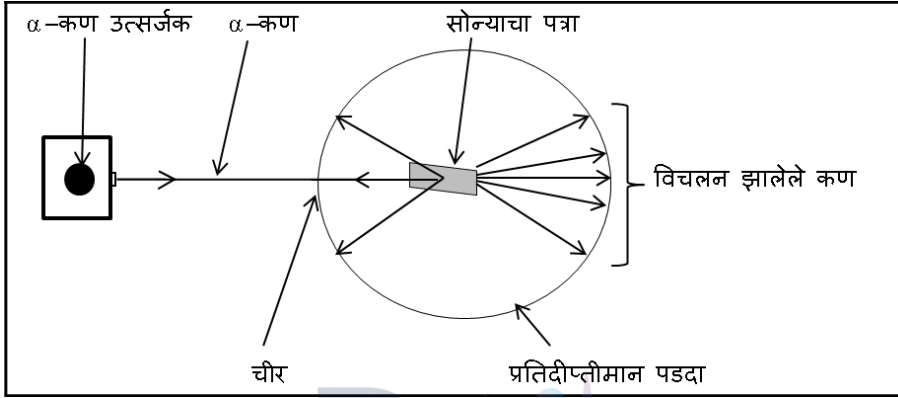 α-कण उत्सर्जक
α-कण
सोन्याचा पत्रा
विचलन झालेले कण
चीर
प्रतिदीप्तीमान पडदा